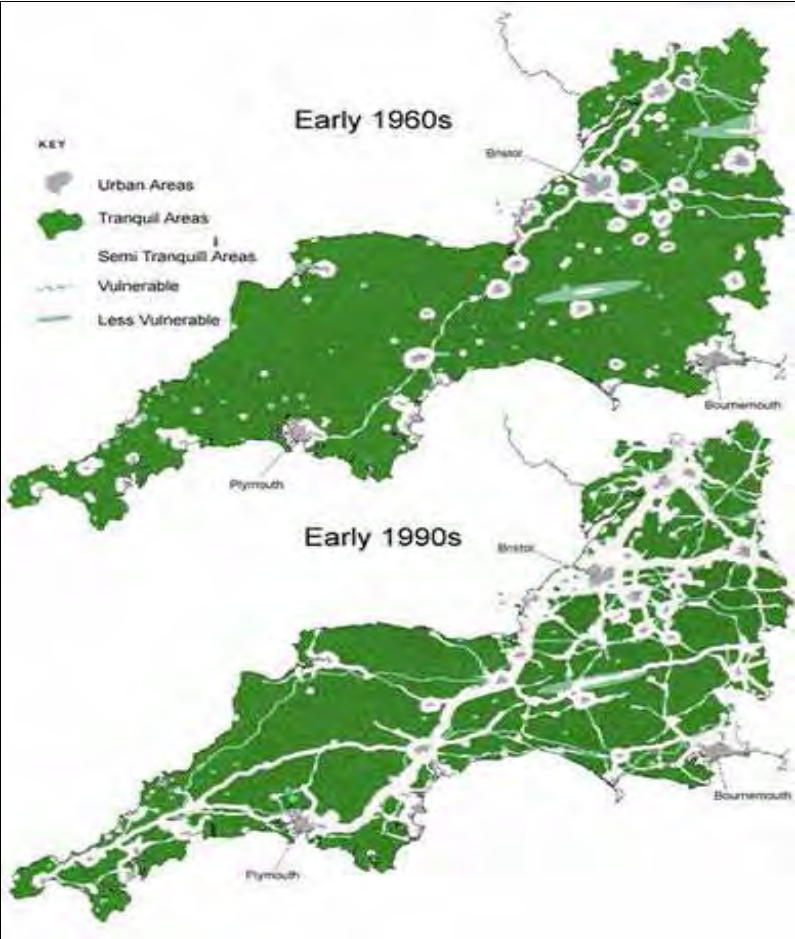 Early 1960s
KEY
Urban Areas
Tranquil Areas
Semi Tranquill Areas
Vulnerable
Less Vulnerable
Bristol
Bournemouth
Plymouth
Early 1990s
Bristol
Bournemouth
Plymouth